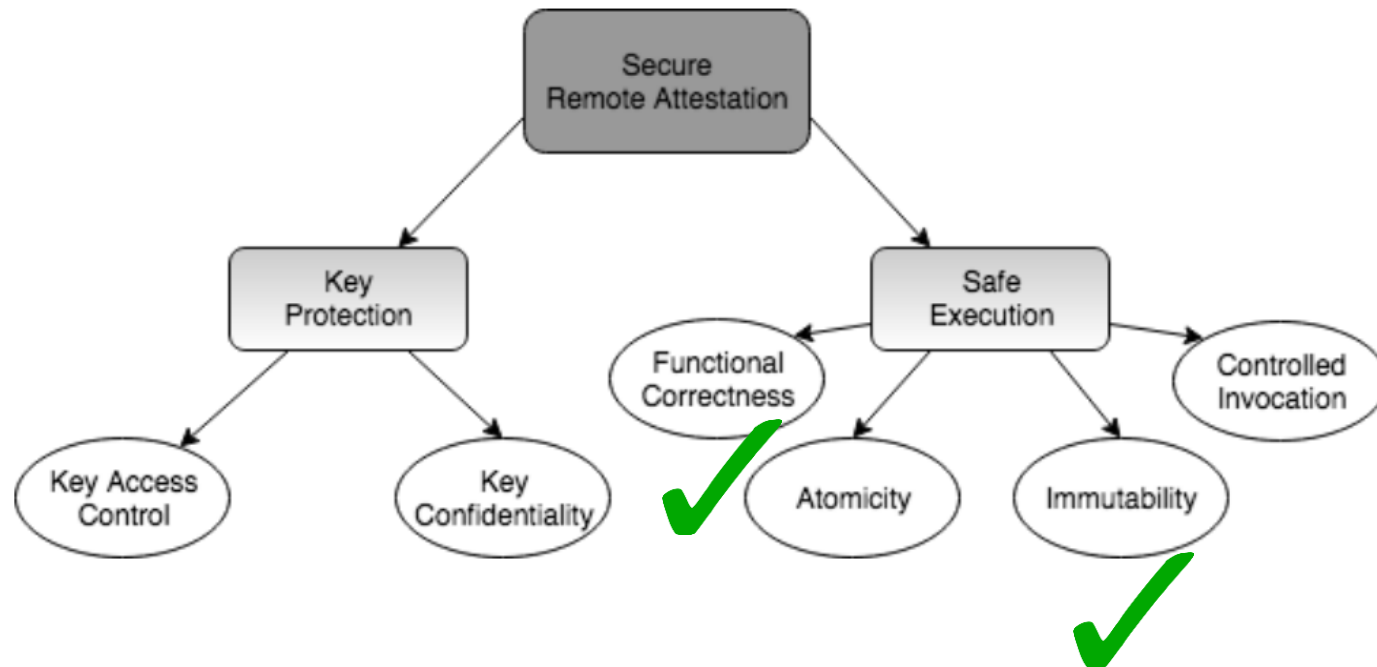 Secure
Remote Attestation
Key
Protection
Safe
Execution
Functional
Correctness
Controlled
Invocation
Key Access
Control
Key
Confidentiality
Atomicity
Immutability